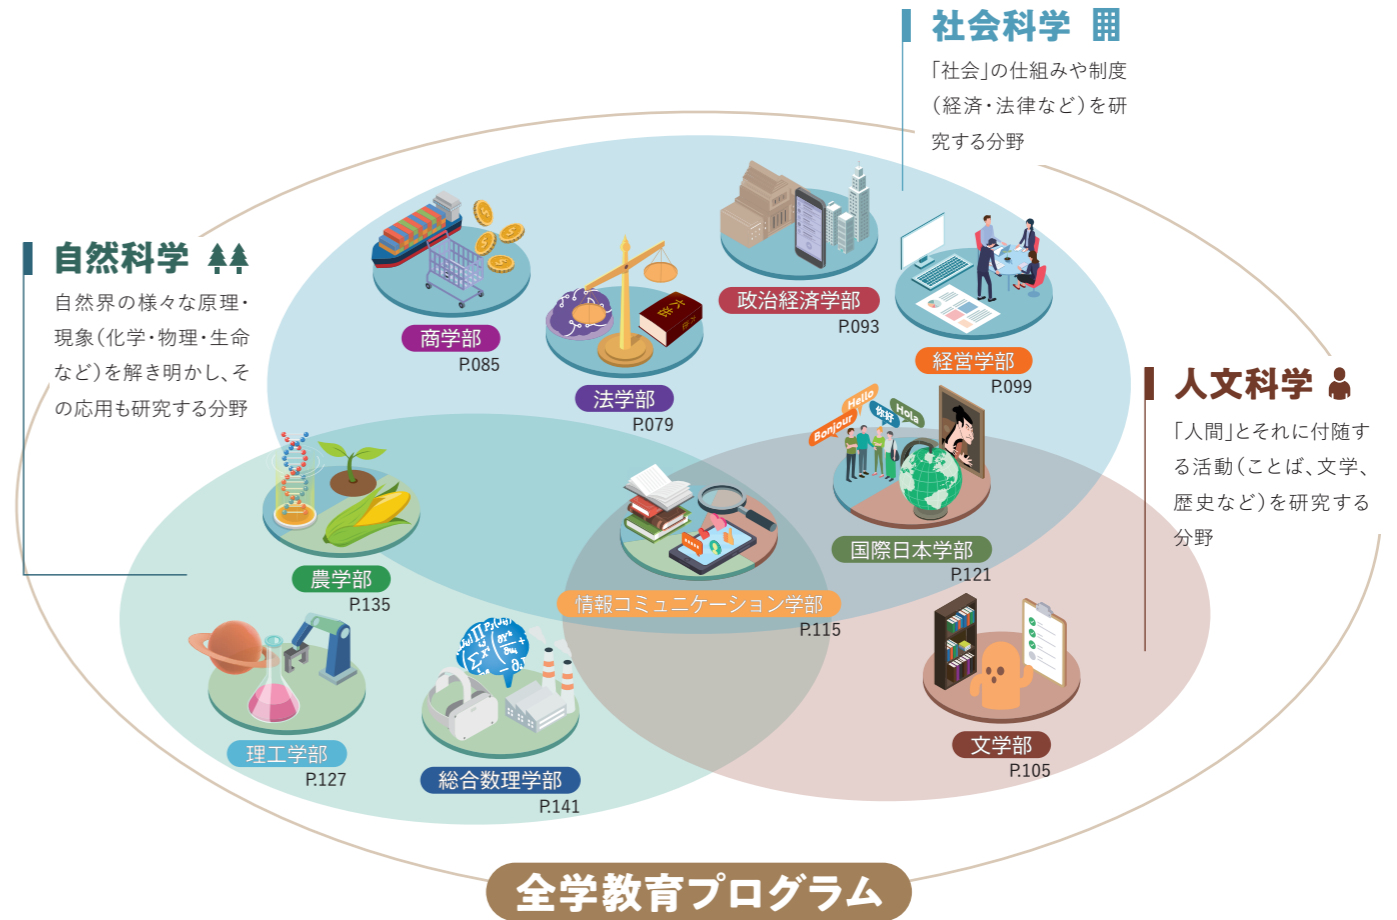 社会科学
「社会」の仕組みや制度
（経済・法律など）を研
究する分野
自然科学
自然界の様々な原理・
現象（化学・物理・生命
など）を解き明かし、そ
の応用も研究する分野
人文科学
「人間」とそれに付随す
る活動（ことば、文学、
歴史など）を研究する
分野
商学部
P.085
法学部
P.079
六法
政治経済学部
P.093
経営学部
P.099
Hello
Bonjour
你好
Hola
国際日本学部
P.121
農学部
P.135
情報コミュニケーション学部
P.115
理工学部
P.127
総合数理学部
P.141
文学部
P.105
全学教育プログラム